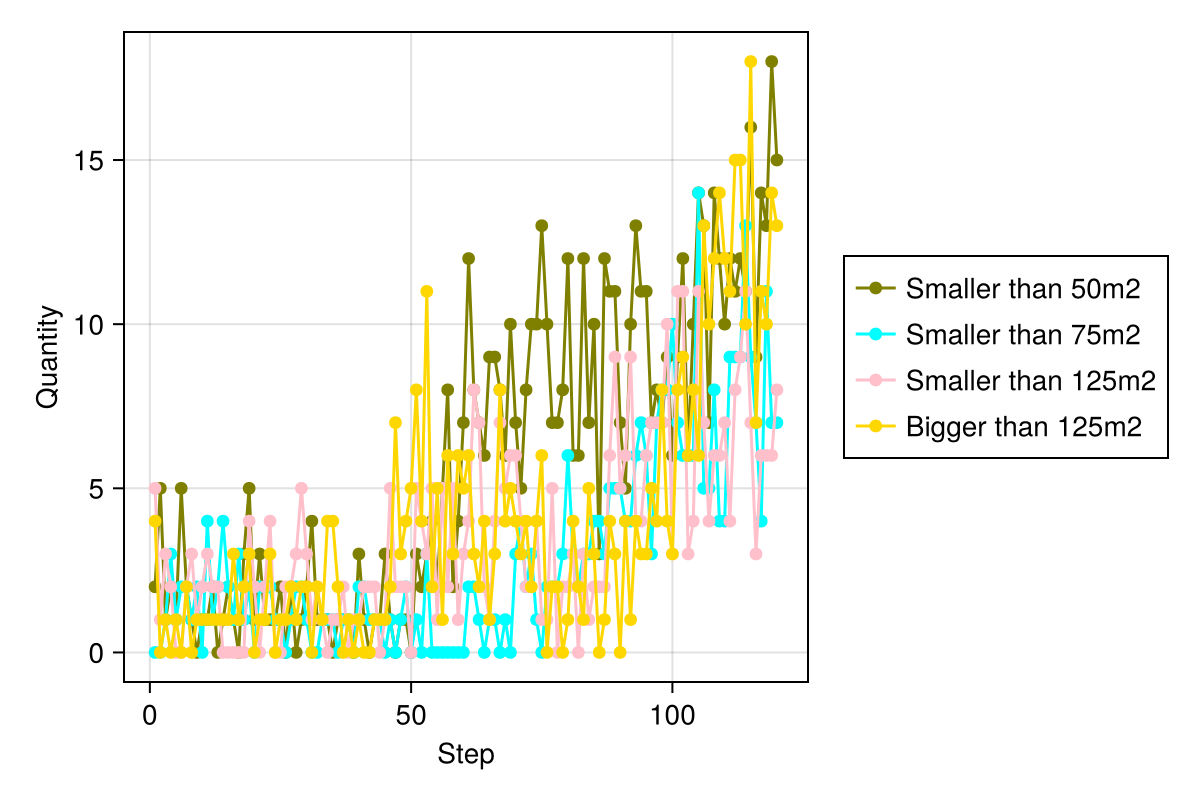 15
10
5
0
Quantity
0
50
100
Step
Smaller than 50m2
Smaller than 75m2
Smaller than 125m2
Bigger than 125m2